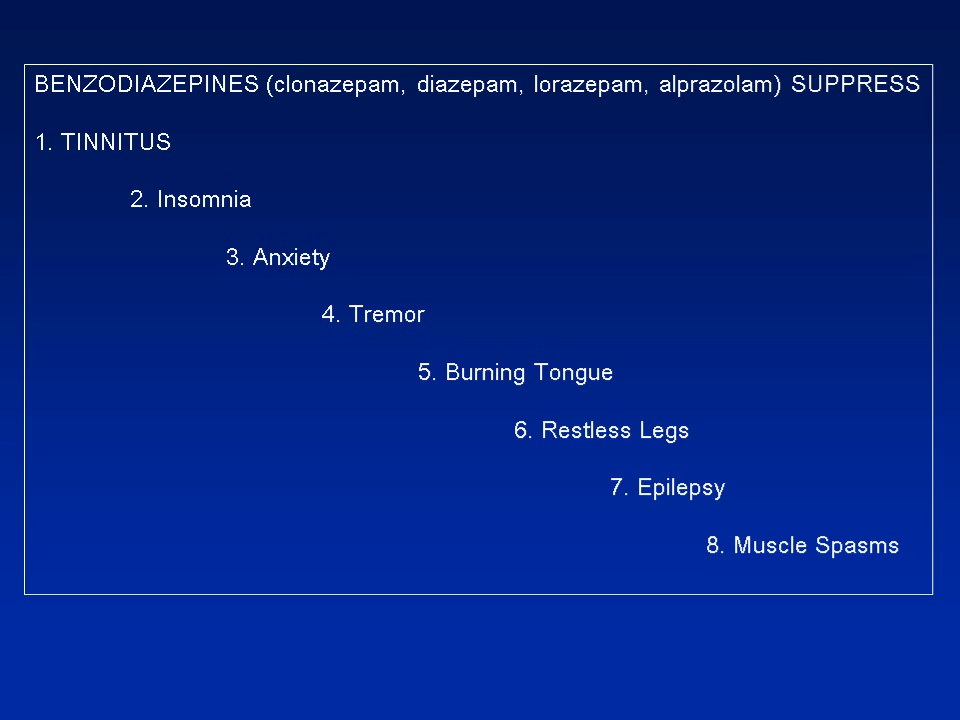 BENZODIAZEPINES (clonazepam, diazepam, lorazepam, alprazolam) SUPPRESS
1. TINNITUS
2. Insomnia
3. Anxiety
4. Tremor
5. Burning Tongue
6. Restless Legs
7. Epilepsy
8. Muscle Spasms